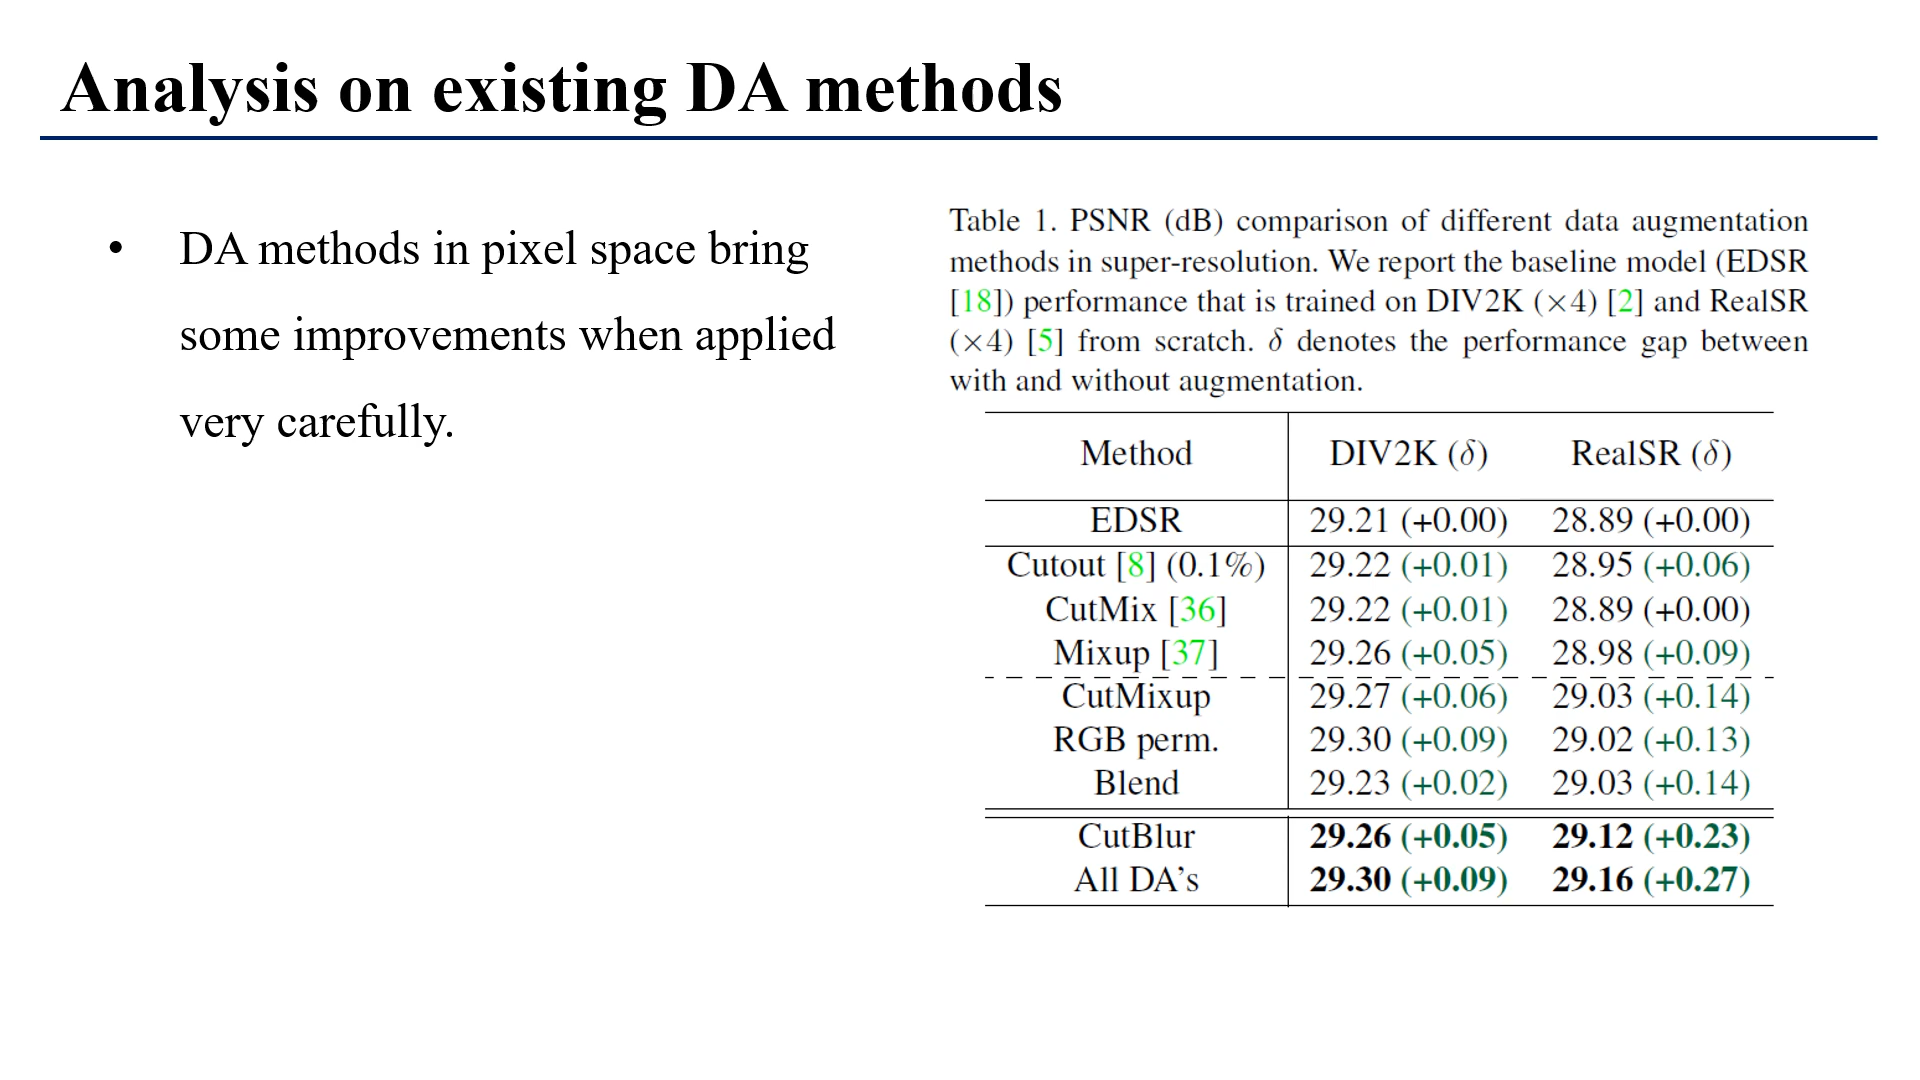 Analysis on existing DA methods
• DA methods in pixel space bring
some improvements when applied
very carefully.
Table 1. PSNR (dB) comparison of different data augmentation
methods in super-resolution. We report the baseline model (EDSR
[18]) performance that is trained on DIV2K (×4) [2] and RealSR
(×4) [5] from scratch. δ denotes the performance gap between
with and without augmentation.
Method DIV2K (δ) RealSR (δ)
EDSR 29.21 (+0.00) 28.89 (+0.00)
Cutout [8] (0.1%) 29.22 (+0.01) 28.95 (+0.06)
CutMix [36] 29.22 (+0.01) 28.89 (+0.00)
Mixup [37] 29.26 (+0.05) 28.98 (+0.09)
CutMixup 29.27 (+0.06) 29.03 (+0.14)
RGB perm. 29.30 (+0.09) 29.02 (+0.13)
Blend 29.23 (+0.02) 29.03 (+0.14)
CutBlur 29.26 (+0.05) 29.12 (+0.23)
All DA's 29.30 (+0.09) 29.16 (+0.27)